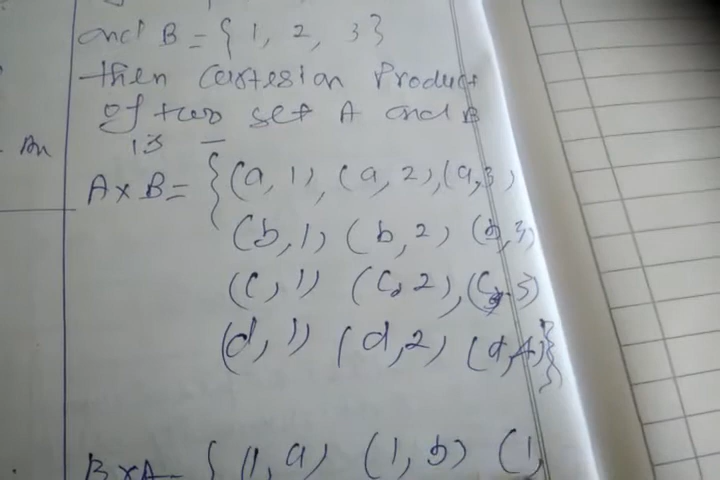 and B = { 1, 2, 3 }
then Cartesian Product
of two set A and B
is -
A x B = { (a, 1), (a, 2), (a, 3)
(b, 1) (b, 2) (b, 3)
(c, 1) (c, 2), (c, 3)
(d, 1) (d, 2) (d, 4) }
B x A = { (1, a) (1, b) (1,